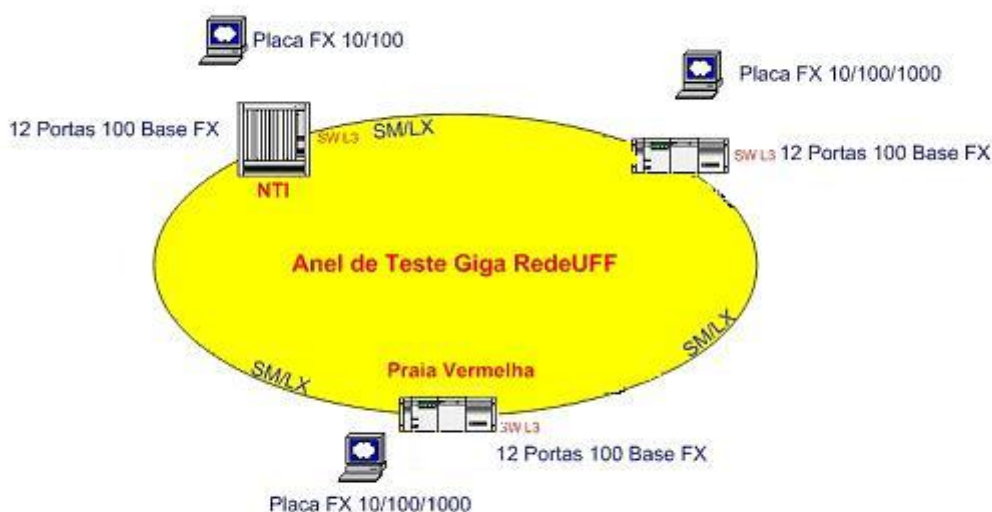 Placa FX 10/100
Placa FX 10/100/1000
12 Portas 100 Base FX
SW L3
SM/LX
SW L3
12 Portas 100 Base FX
NTI
Anel de Teste Giga RedeUFF
SM/LX
SM/LX
Praia Vermelha
SW L3
12 Portas 100 Base FX
Placa FX 10/100/1000